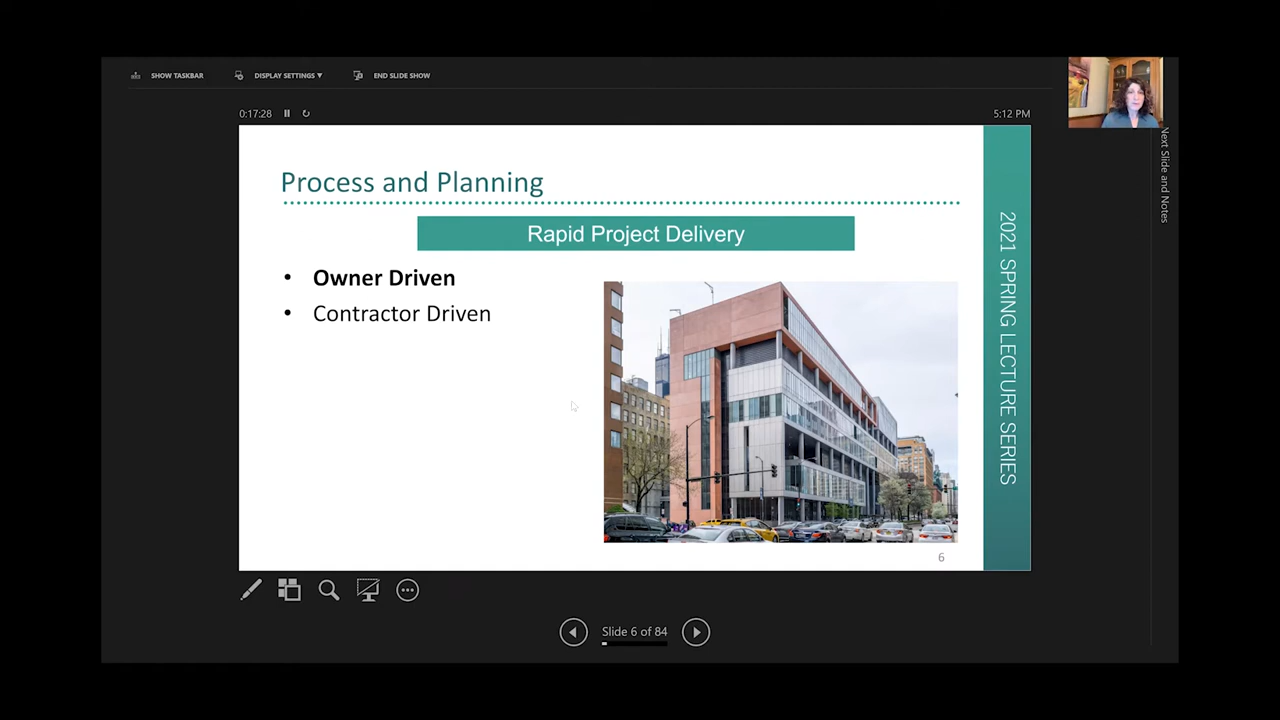 SHOW TASKBAR
DISPLAY SETTINGS ▼
END SLIDE SHOW
0:17:28
5:12 PM
Process and Planning
Rapid Project Delivery
• Owner Driven
• Contractor Driven
6
2021 SPRING LECTURE SERIES
Next Slide and Notes
Slide 6 of 84